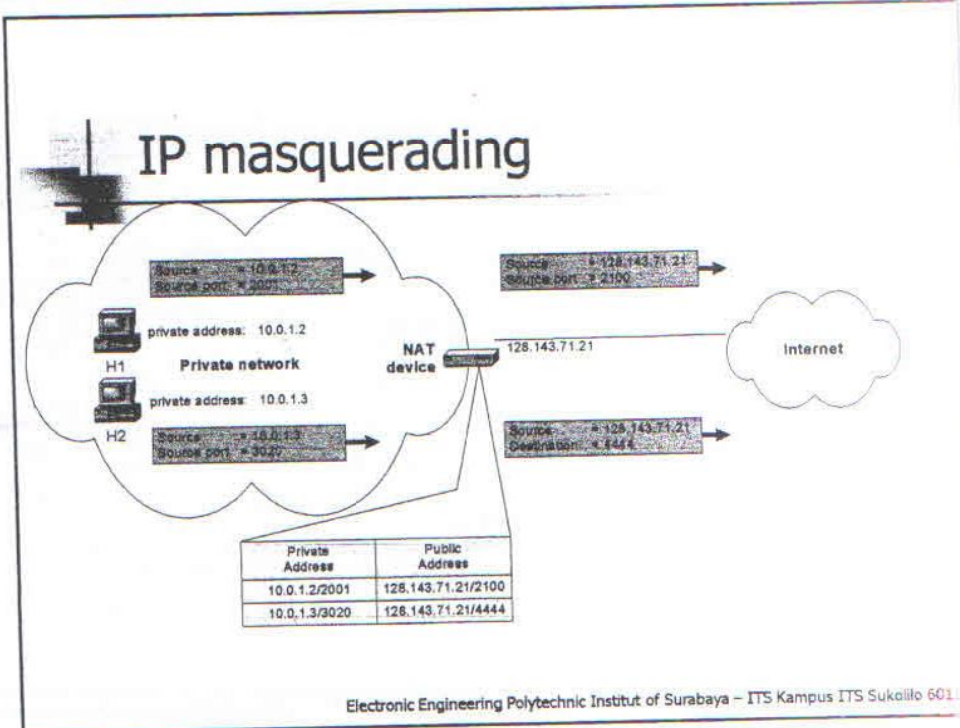 IP masquerading
Source = 10.0.1.2
Source port = 2001
Source = 128.143.71.21
Source port = 2100
private address: 10.0.1.2
H1
Private network
NAT
device
128.143.71.21
Internet
private address: 10.0.1.3
H2
Source = 10.0.1.3
Source port = 3020
Source = 128.143.71.21
Destination = 4444
Private
Address
Public
Address
10.0.1.2/2001
128.143.71.21/2100
10.0.1.3/3020
128.143.71.21/4444
Electronic Engineering Polytechnic Institut of Surabaya – ITS Kampus ITS Sukolilo 601